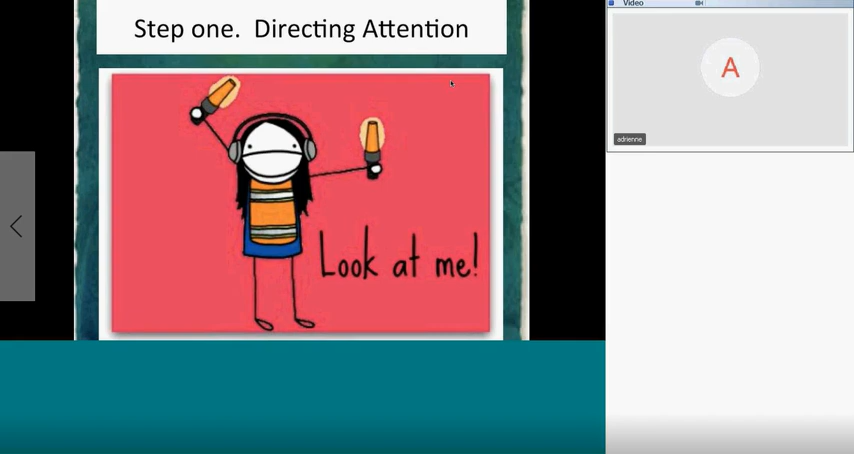 Step one.  Directing Attention
Look at me!
Video
A
adrienne